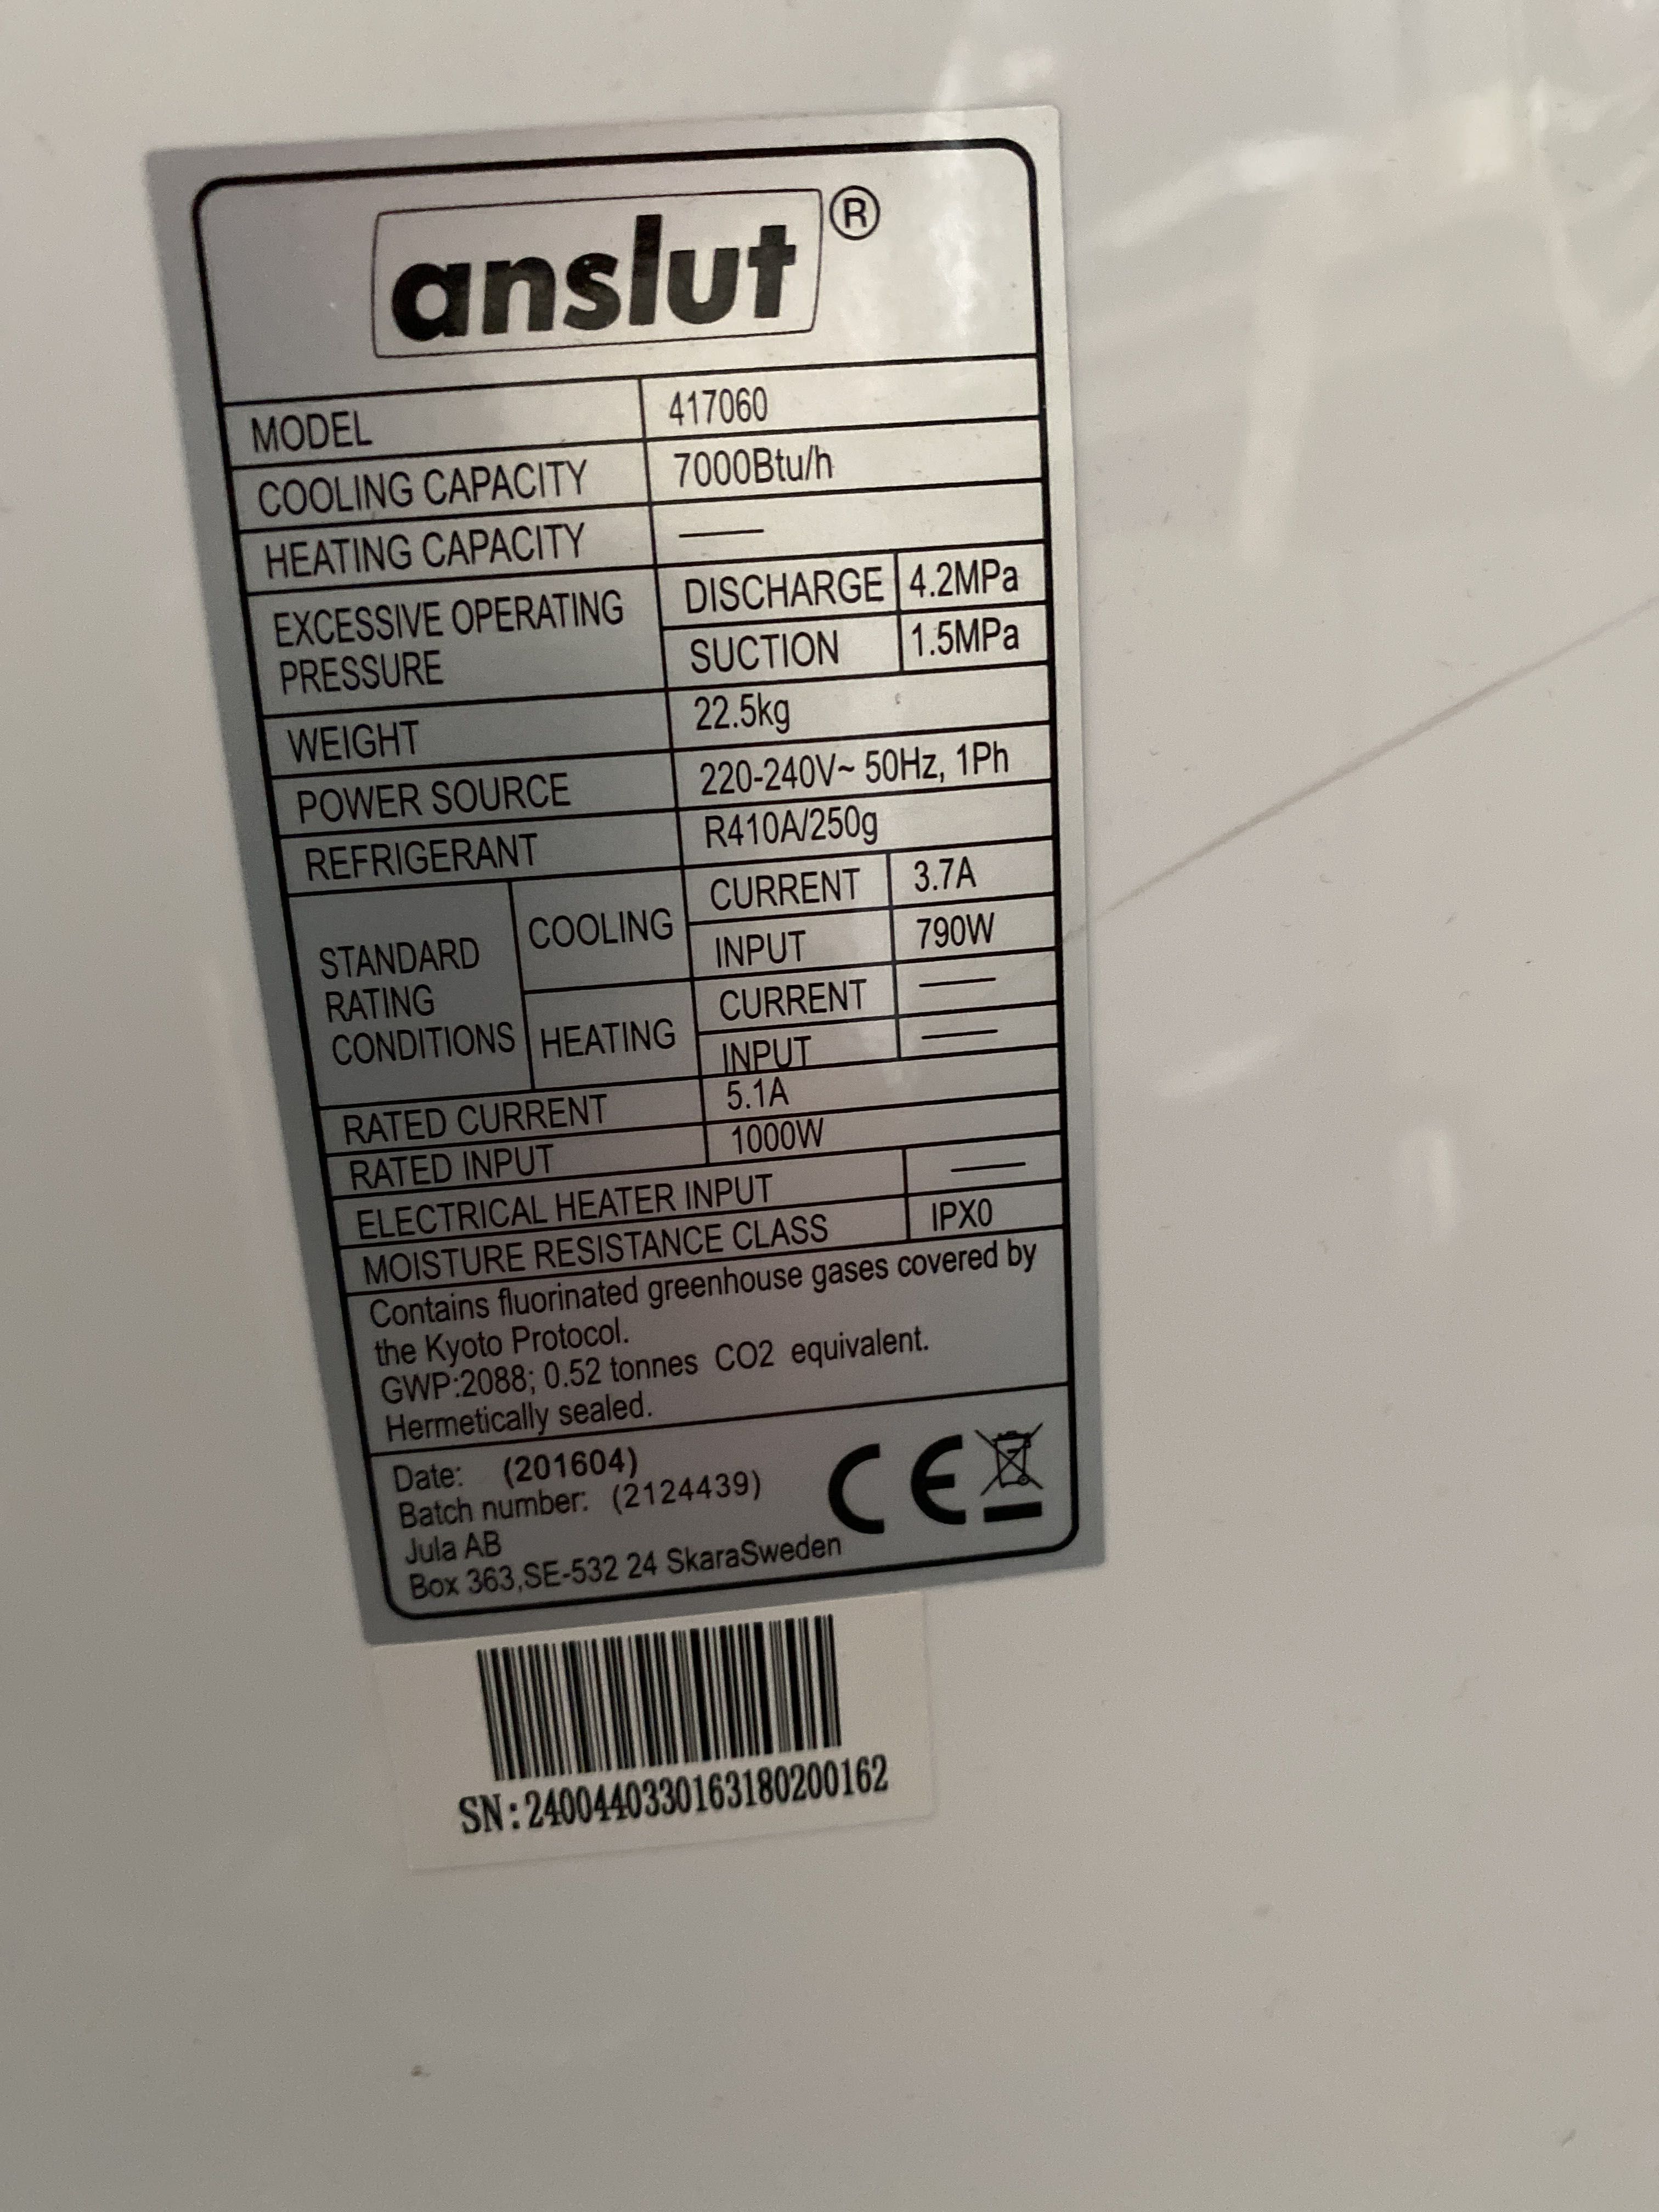 anslut®
MODEL 417060
COOLING CAPACITY 7000Btu/h
HEATING CAPACITY —
EXCESSIVE OPERATING PRESSURE DISCHARGE 4.2MPa
SUCTION 1.5MPa
WEIGHT 22.5kg
POWER SOURCE 220-240V~ 50Hz, 1Ph
REFRIGERANT R410A/250g
STANDARD RATING CONDITIONS COOLING CURRENT 3.7A
INPUT 790W
HEATING CURRENT —
INPUT —
RATED CURRENT 5.1A
RATED INPUT 1000W
ELECTRICAL HEATER INPUT —
MOISTURE RESISTANCE CLASS IPX0
Contains fluorinated greenhouse gases covered by
the Kyoto Protocol.
GWP:2088; 0.52 tonnes CO2 equivalent.
Hermetically sealed.
Date: (201604)
Batch number: (2124439)
Jula AB
Box 363,SE-532 24 SkaraSweden
CE
SN:2400440330163180200162